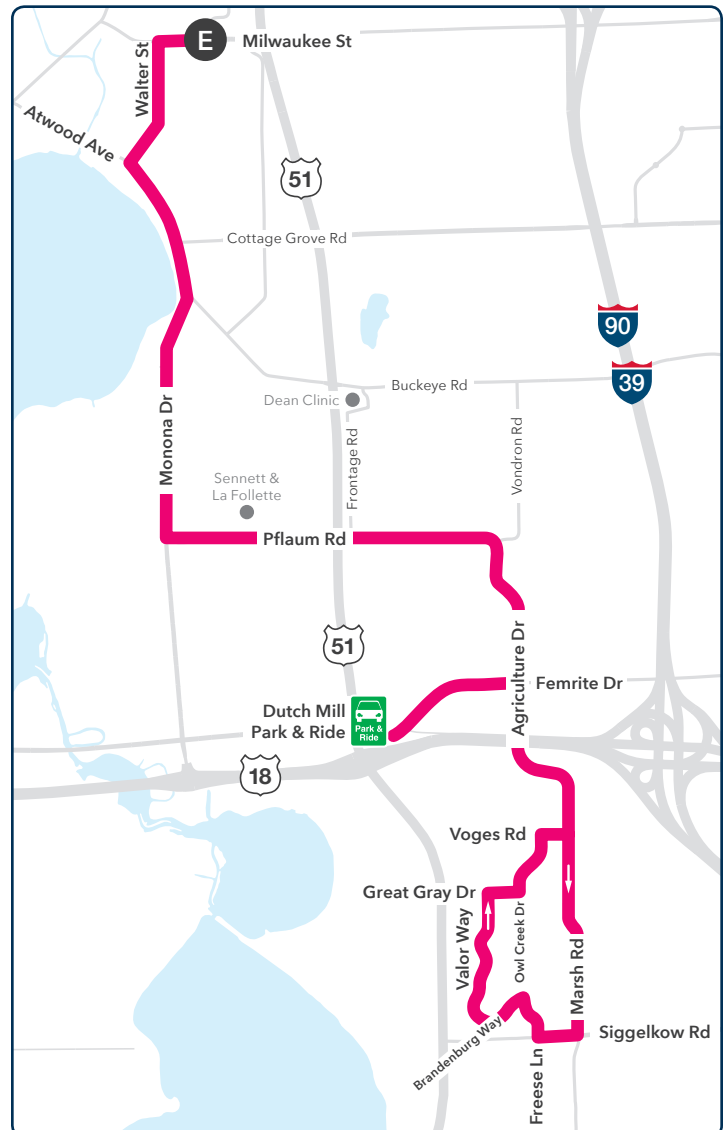 E
Milwaukee St
Walter St
Atwood Ave
51
Cottage Grove Rd
90
39
Buckeye Rd
Dean Clinic
Monona Dr
Frontage Rd
Vondron Rd
Sennett &
La Follette
Pflaum Rd
51
Agriculture Dr
Femrite Dr
Dutch Mill
Park & Ride
Park &
Ride
18
Voges Rd
Great Gray Dr
Owl Creek Dr
Valor Way
Marsh Rd
Brandenburg Way
Siggelkow Rd
Freese Ln